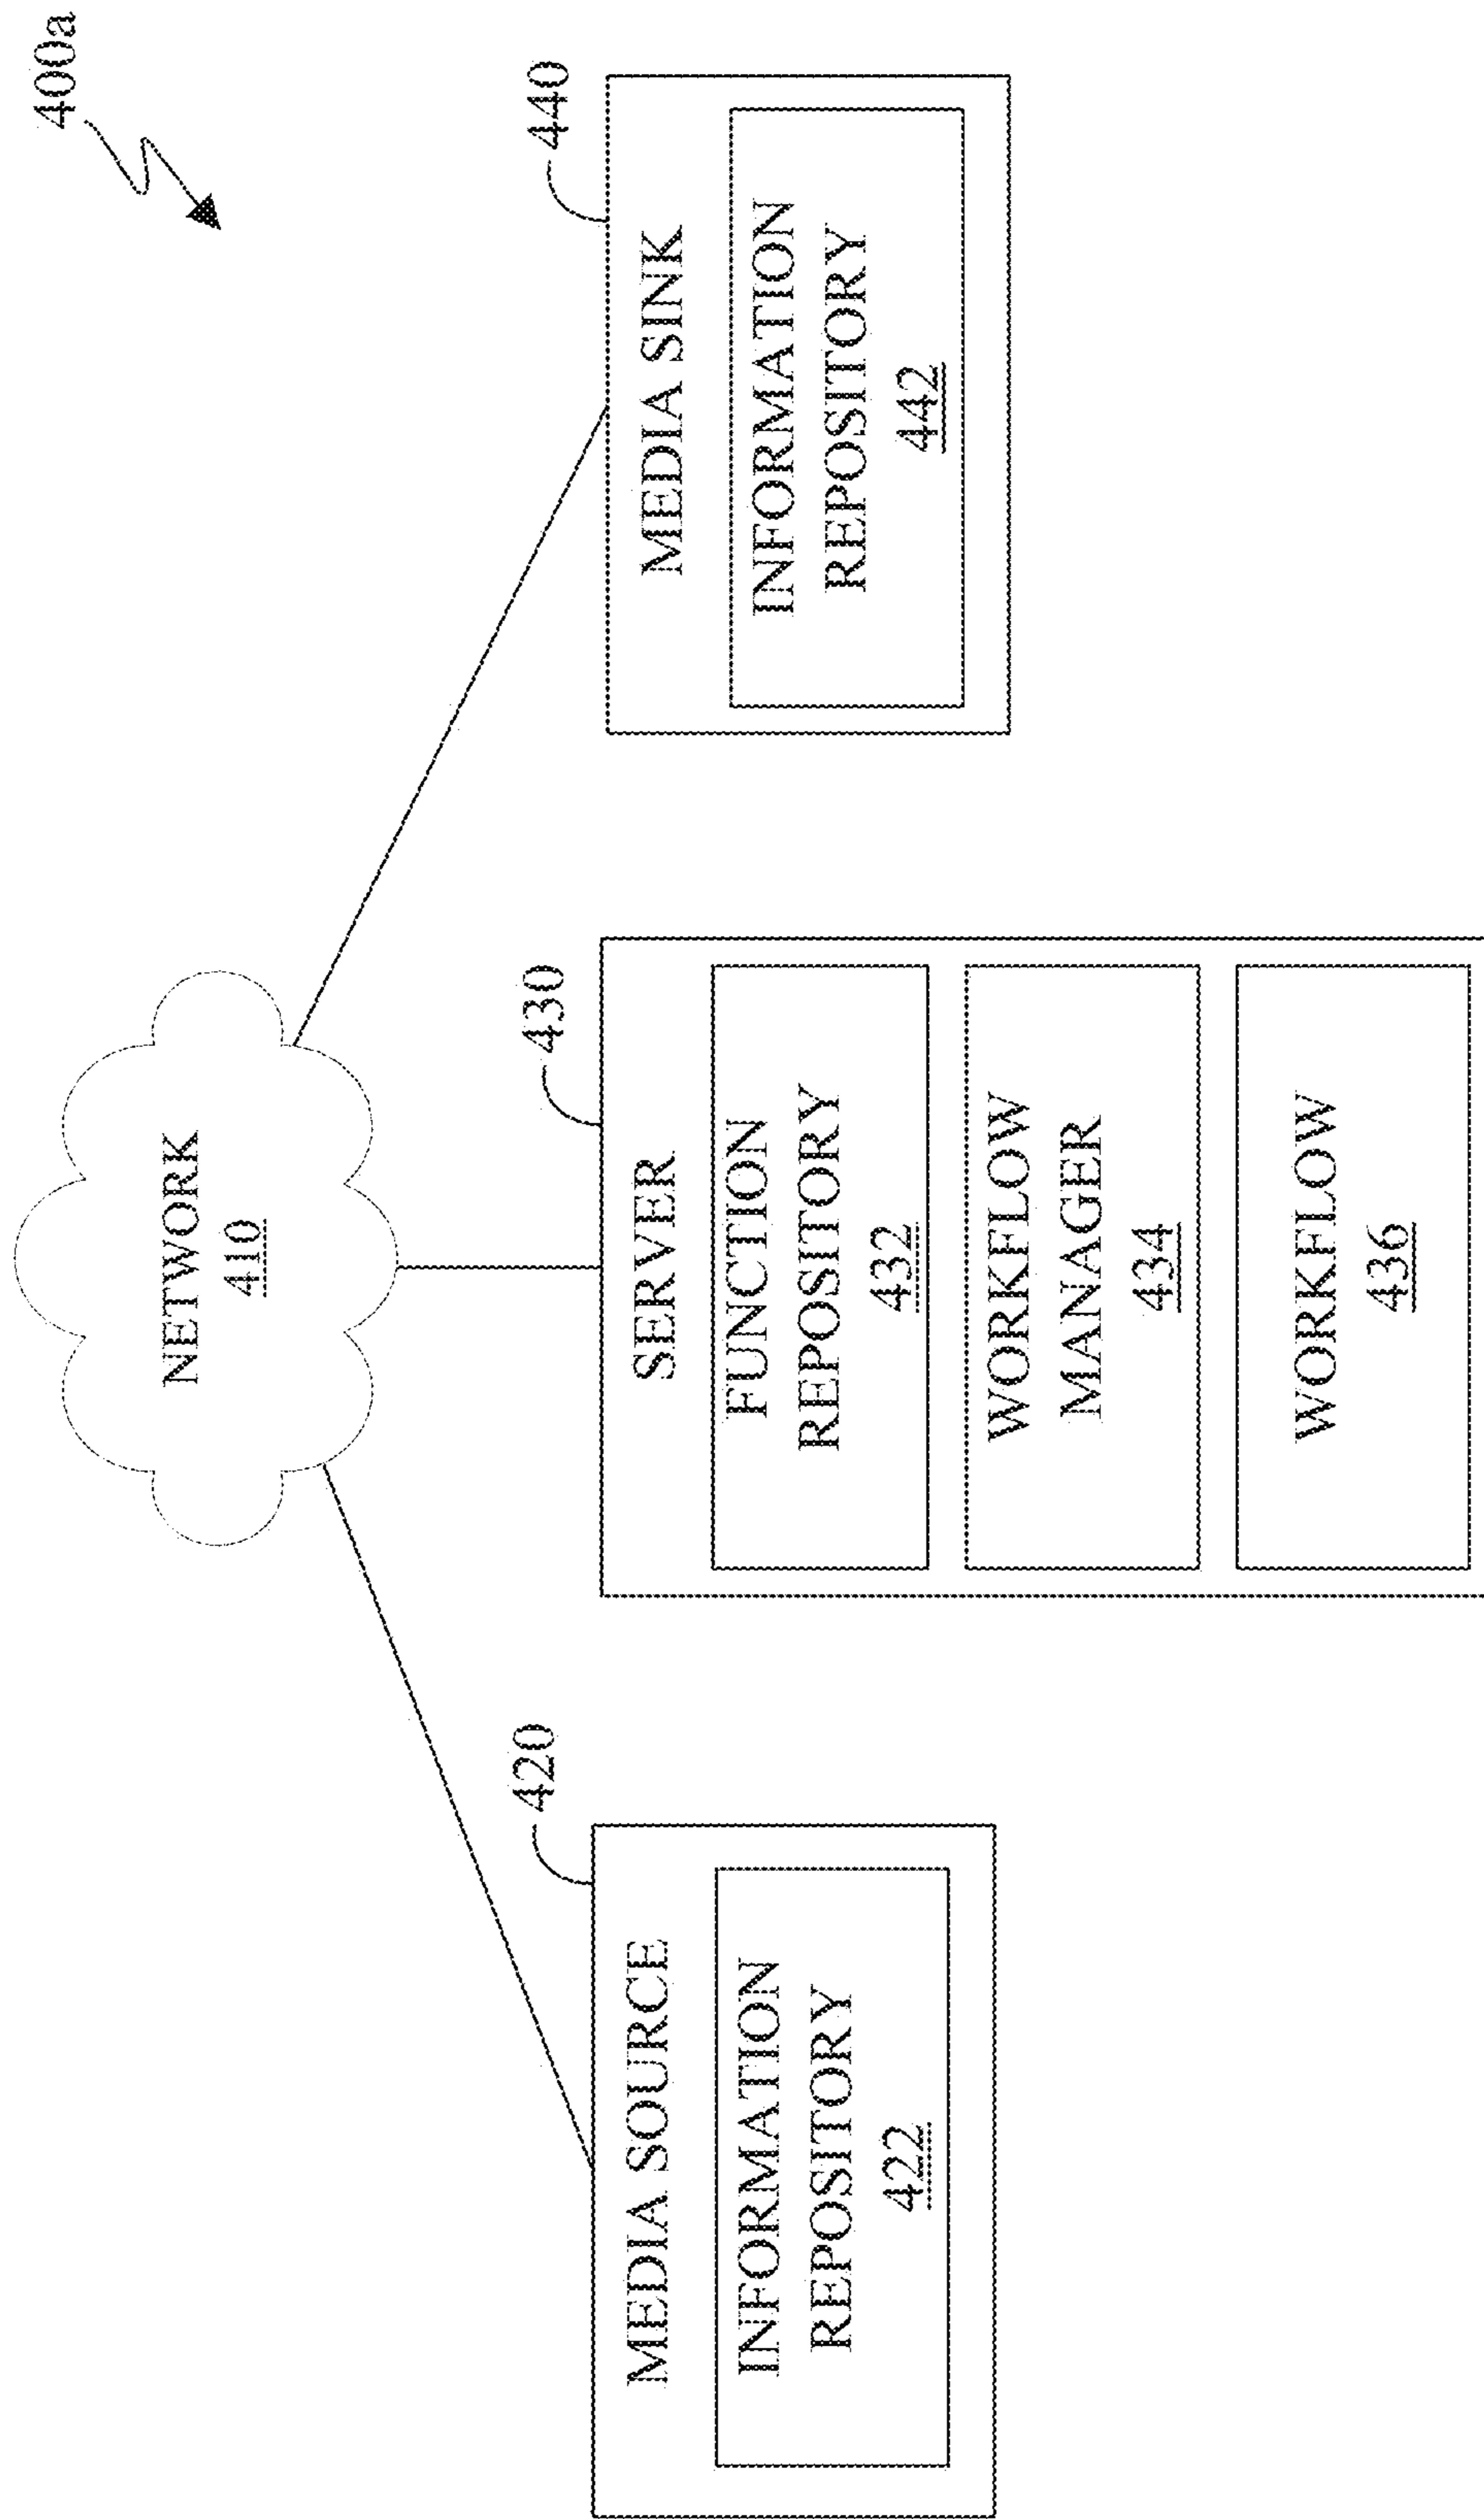 400a
NETWORK
410
420
MEDIA SOURCE
INFORMATION
REPOSITORY
422
430
SERVER
FUNCTION
REPOSITORY
432
WORKFLOW
MANAGER
434
WORKFLOW
436
440
MEDIA SINK
INFORMATION
REPOSITORY
442